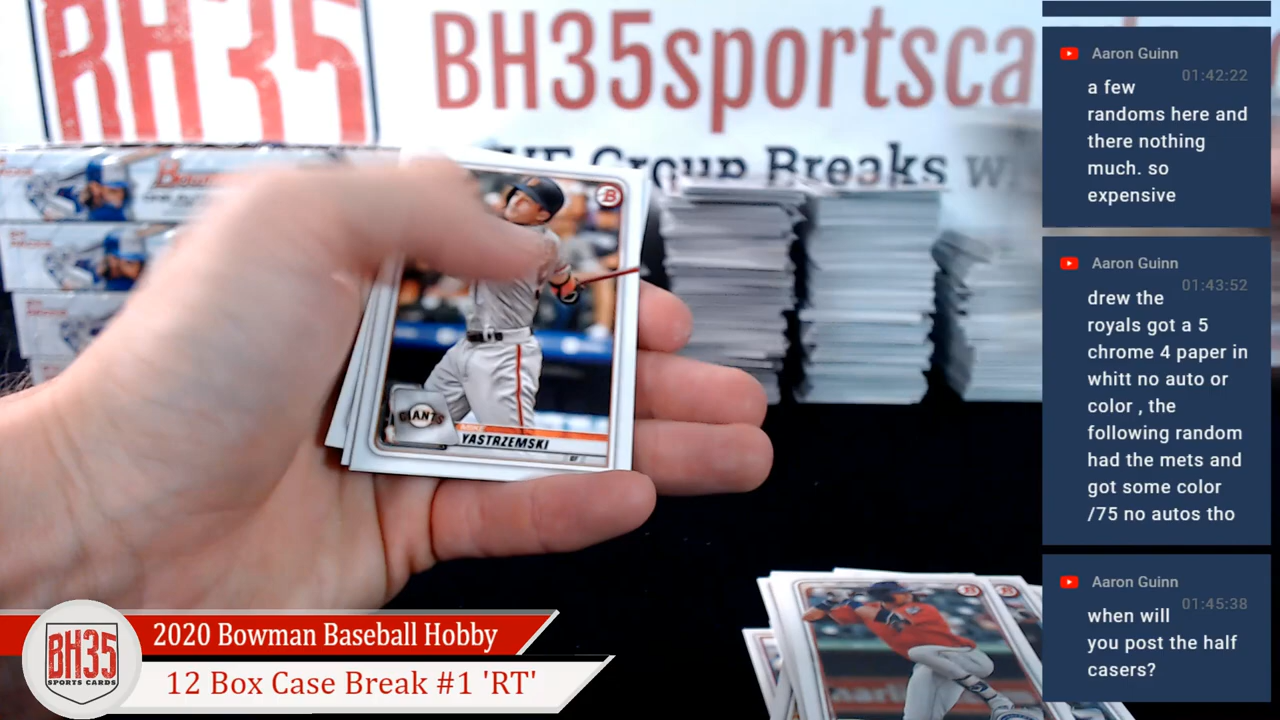 BH35
BH35sportsca
Group Breaks
GIANTS
YASTRZEMSKI
OF
BH35
SPORTS CARDS
2020 Bowman Baseball Hobby
12 Box Case Break #1 'RT'
Aaron Guinn
01:42:22
a few
randoms here and
there nothing
much. so
expensive
Aaron Guinn
01:43:52
drew the
royals got a 5
chrome 4 paper in
whitt no auto or
color , the
following random
had the mets and
got some color
/75 no autos tho
Aaron Guinn
01:45:38
when will
you post the half
casers?